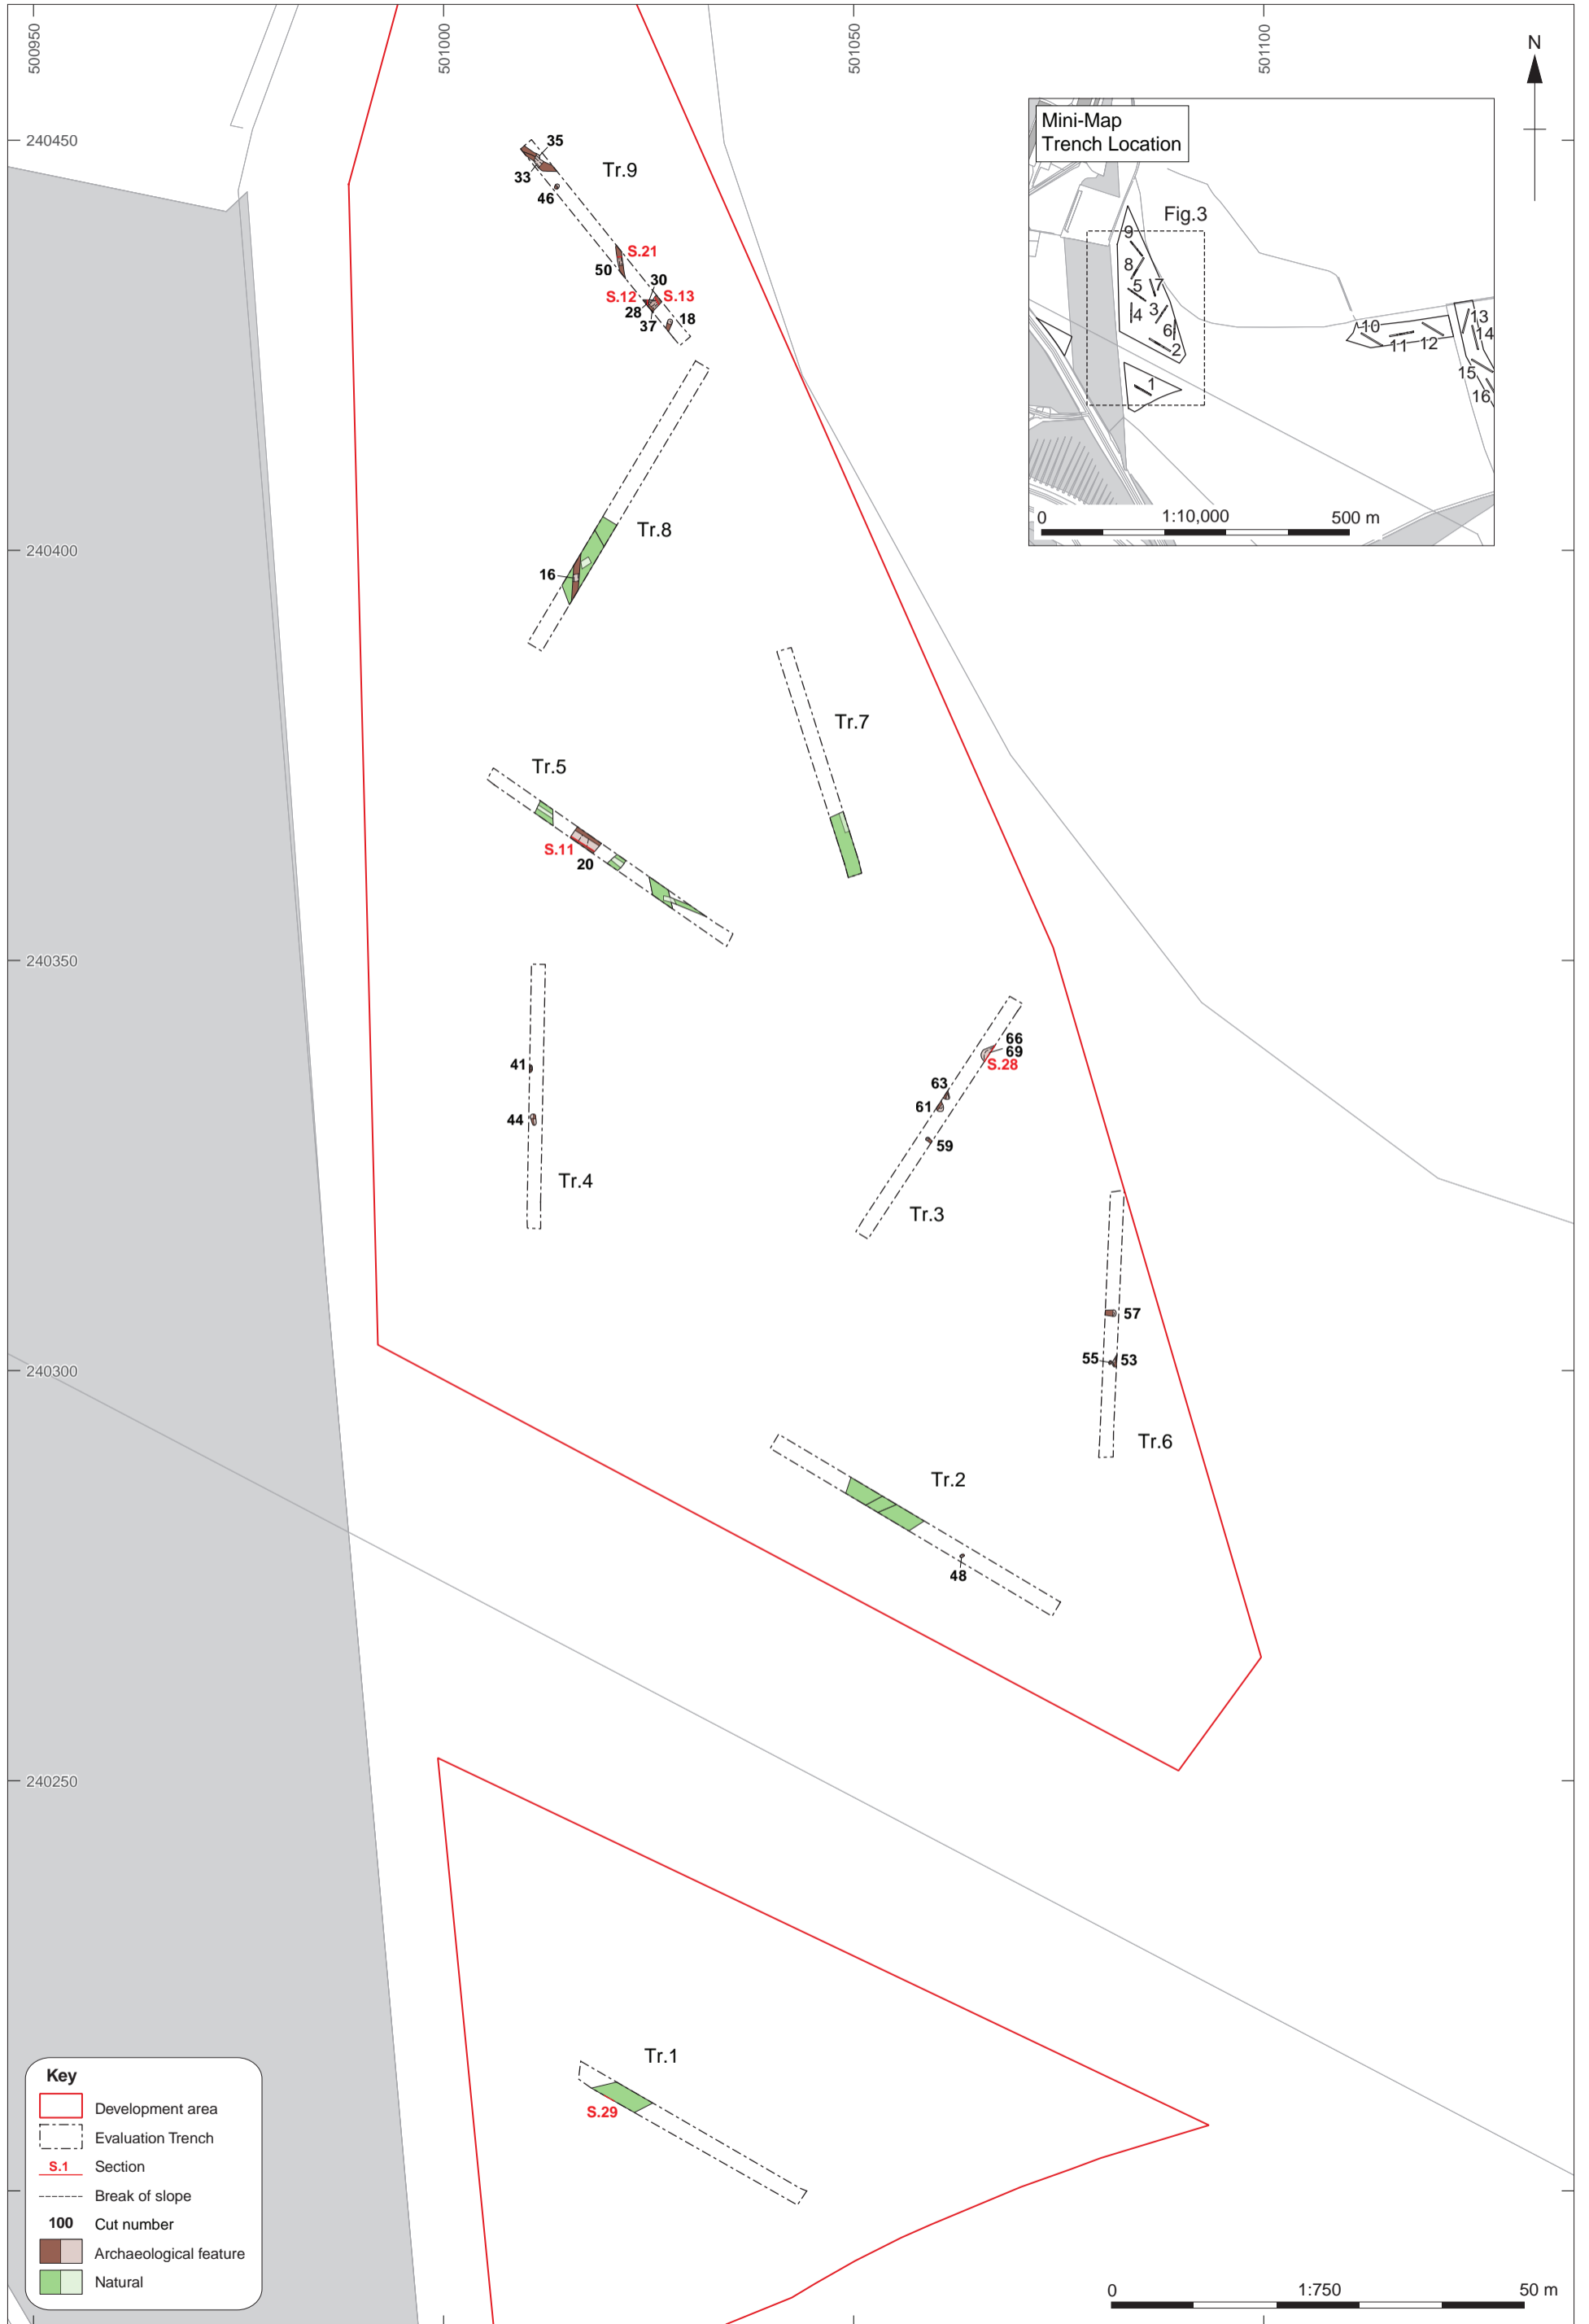 500950
501000
501050
501100
N
240450
240400
240350
240300
240250
Mini-Map
Trench Location
Fig.3
9
8
5
7
4
3
6
2
1
10
11
12
13
14
15
16
0
1:10,000
500 m
35
Tr.9
33
46
S.21
50
30
S.12
S.13
28
18
37
Tr.8
16
Tr.7
Tr.5
S.11
20
66
69
41
S.28
63
61
44
59
Tr.4
Tr.3
57
55
53
Tr.6
Tr.2
48
Tr.1
S.29
Key
Development area
Evaluation Trench
S.1 Section
Break of slope
100 Cut number
Archaeological feature
Natural
0
1:750
50 m